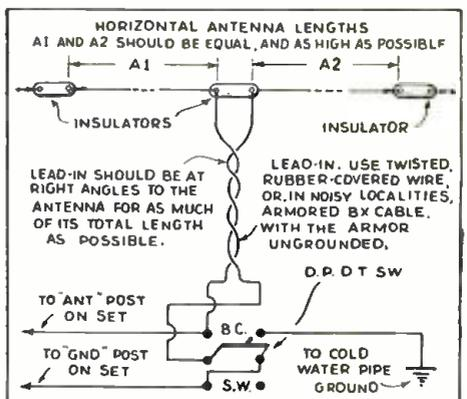 HORIZONTAL ANTENNA LENGTHS
A1 AND A2 SHOULD BE EQUAL, AND AS HIGH AS POSSIBLE
A1
A2
INSULATORS
INSULATOR
LEAD-IN SHOULD BE AT
RIGHT ANGLES TO THE
ANTENNA FOR AS MUCH
OF ITS TOTAL LENGTH
AS POSSIBLE.
LEAD-IN. USE TWISTED,
RUBBER-COVERED WIRE,
OR, IN NOISY LOCALITIES,
ARMORED BX CABLE,
WITH THE ARMOR
UNGROUNDED.
D.P.D T SW
TO "ANT" POST
ON SET
B.C.
TO "GND" POST
ON SET
S.W.
TO COLD
WATER PIPE
GROUND